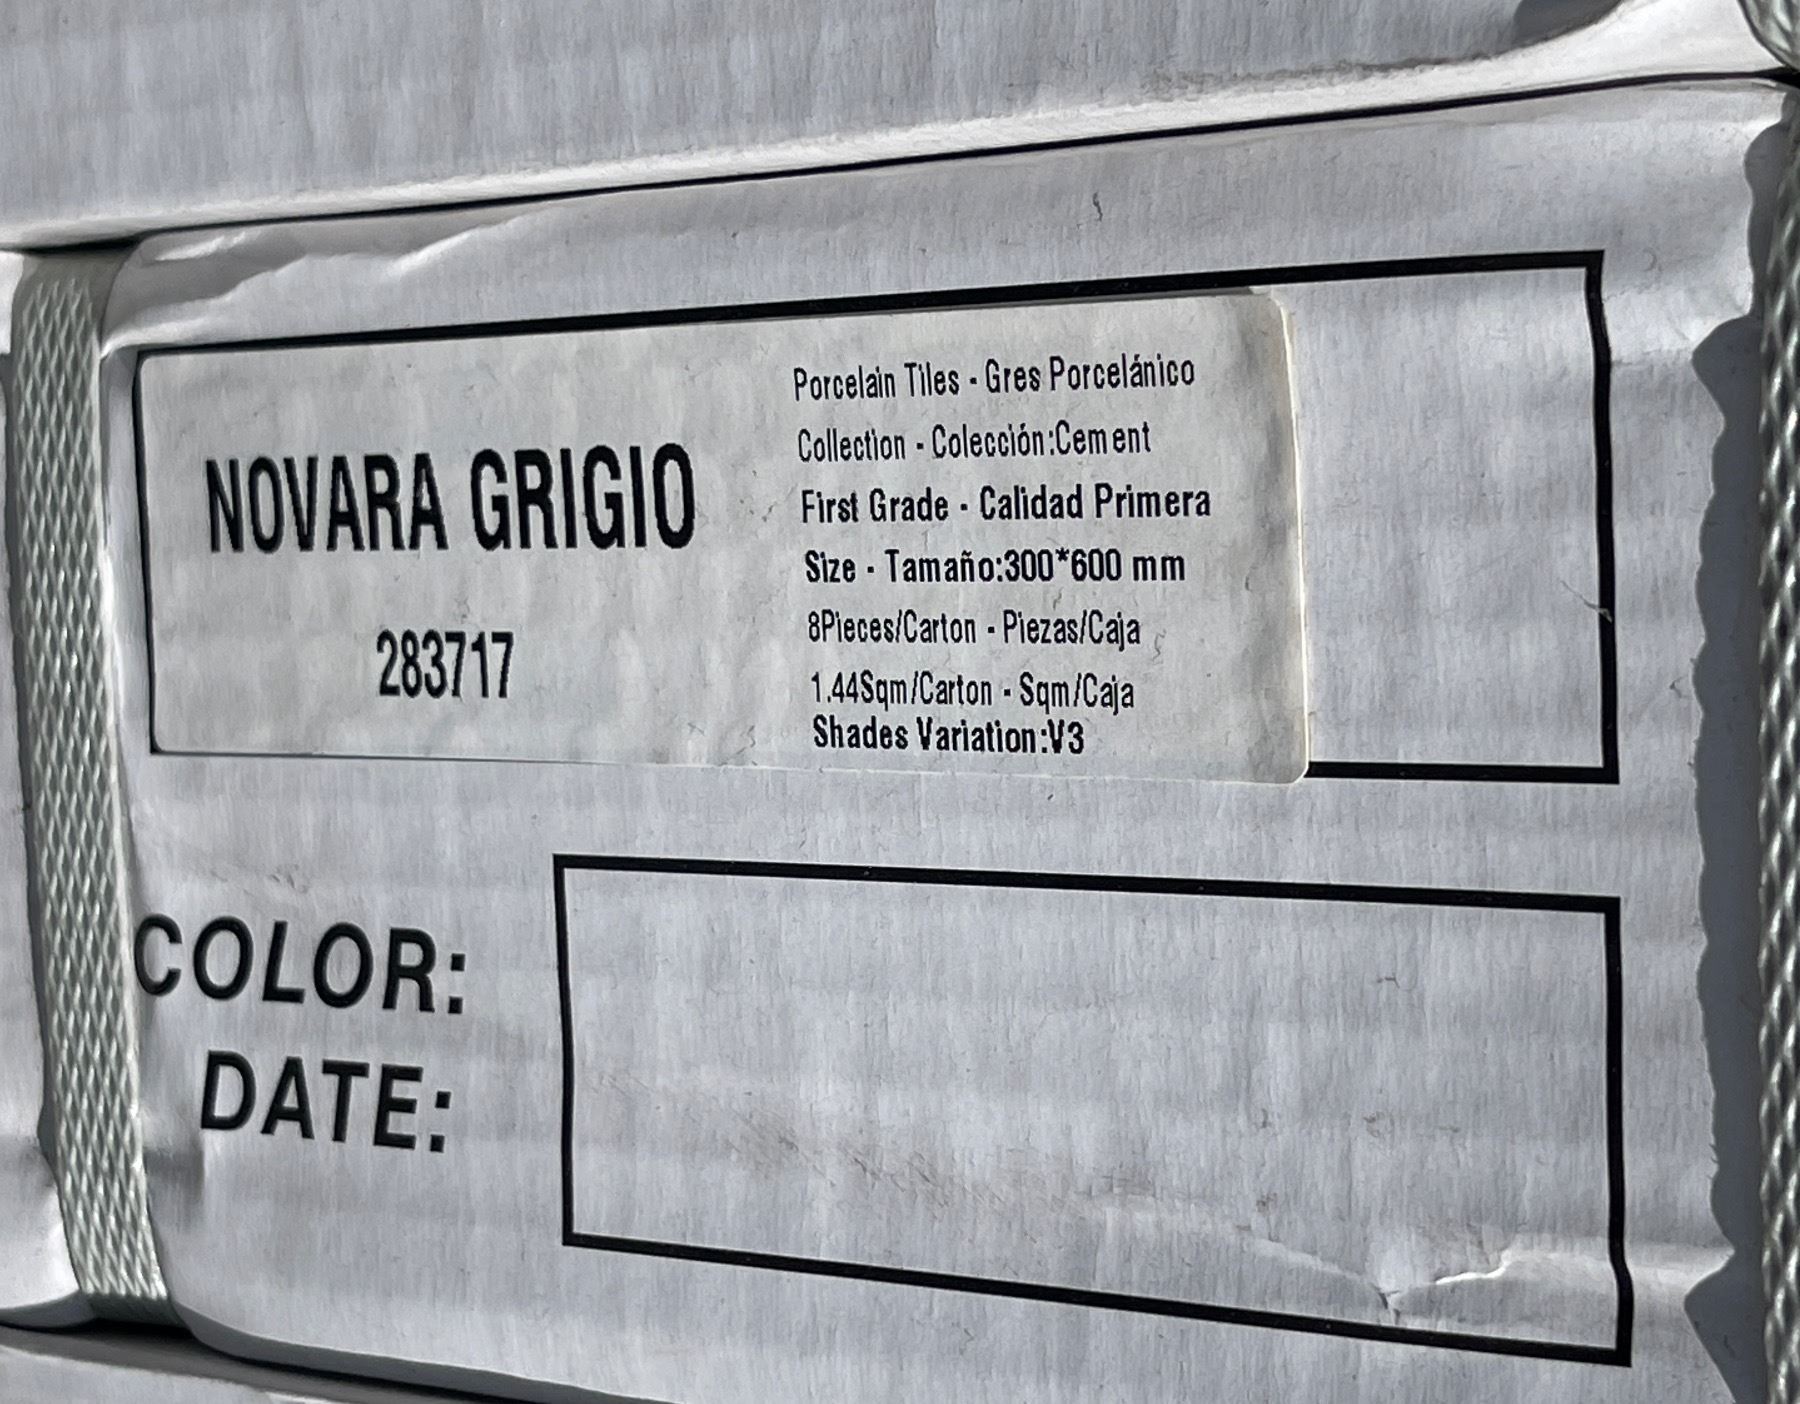 NOVARA GRIGIO
283717
Porcelain Tiles - Gres Porcelánico
Collection - Colección:Cement
First Grade - Calidad Primera
Size - Tamaño:300*600 mm
8Pieces/Carton - Piezas/Caja
1.44Sqm/Carton - Sqm/Caja
Shades Variation:V3
COLOR:
DATE: